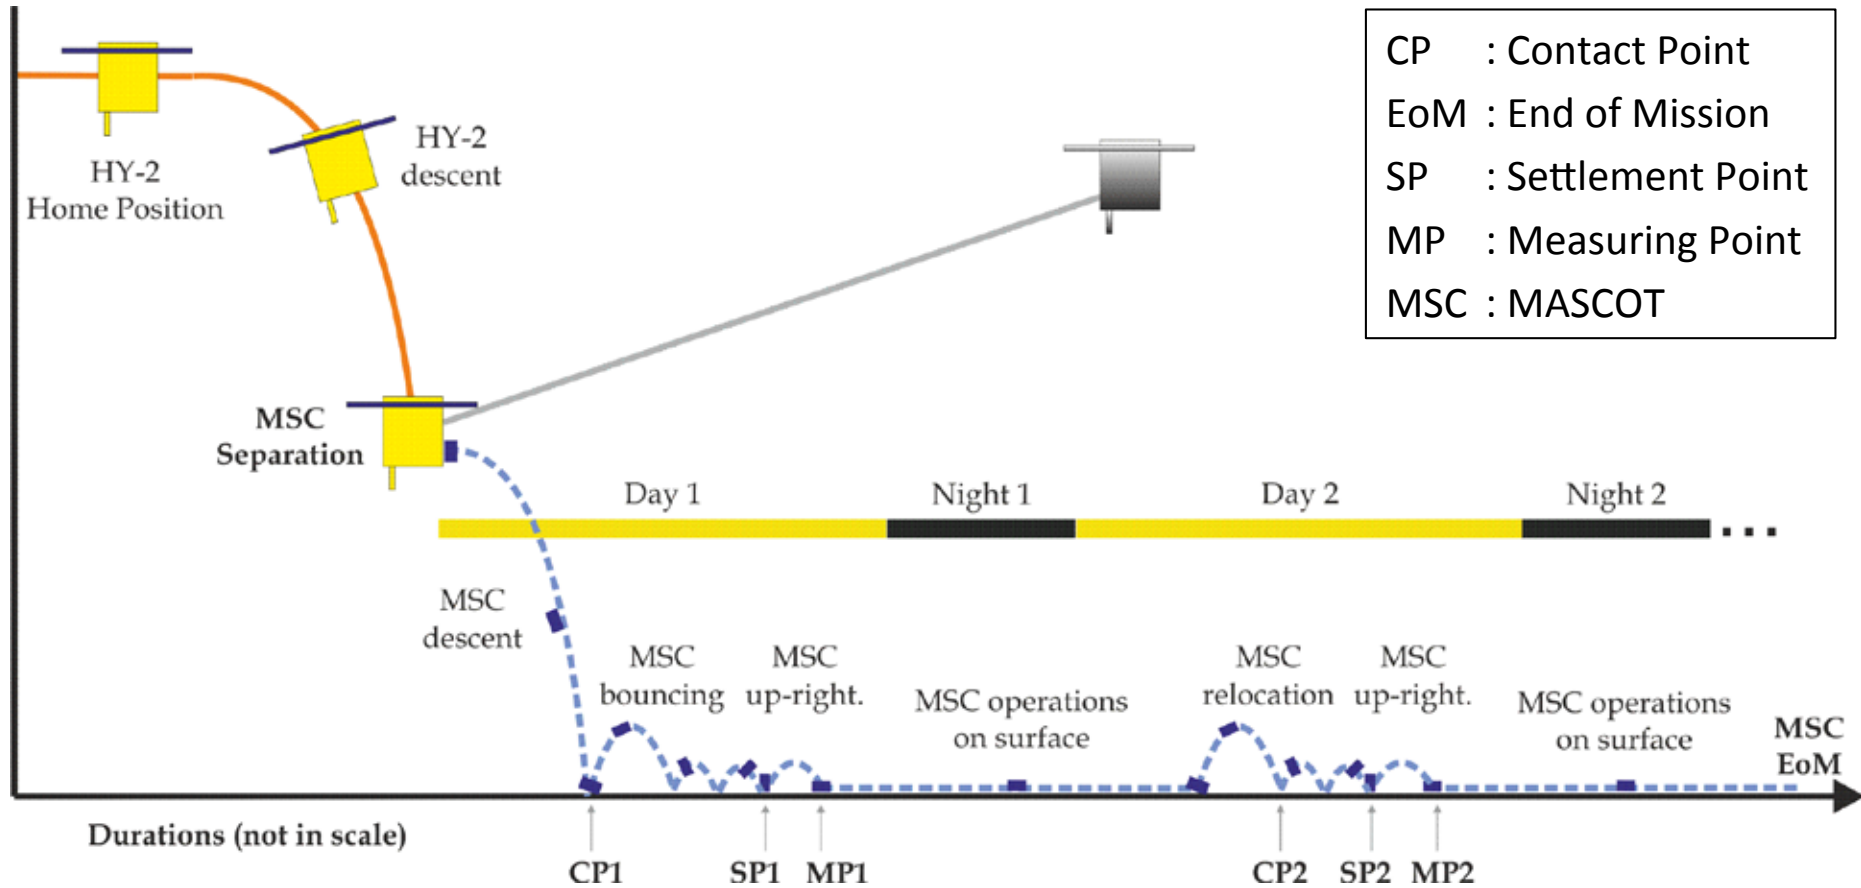 CP : Contact Point
EoM : End of Mission
SP : Settlement Point
MP : Measuring Point
MSC : MASCOT
HY-2
Home Position
HY-2
descent
MSC
Separation
Day 1
Night 1
Day 2
Night 2
...
MSC
descent
MSC
bouncing
MSC
up-right.
MSC operations
on surface
MSC
relocation
MSC
up-right.
MSC operations
on surface
MSC
EoM
Durations (not in scale)
CP1
SP1
MP1
CP2
SP2
MP2